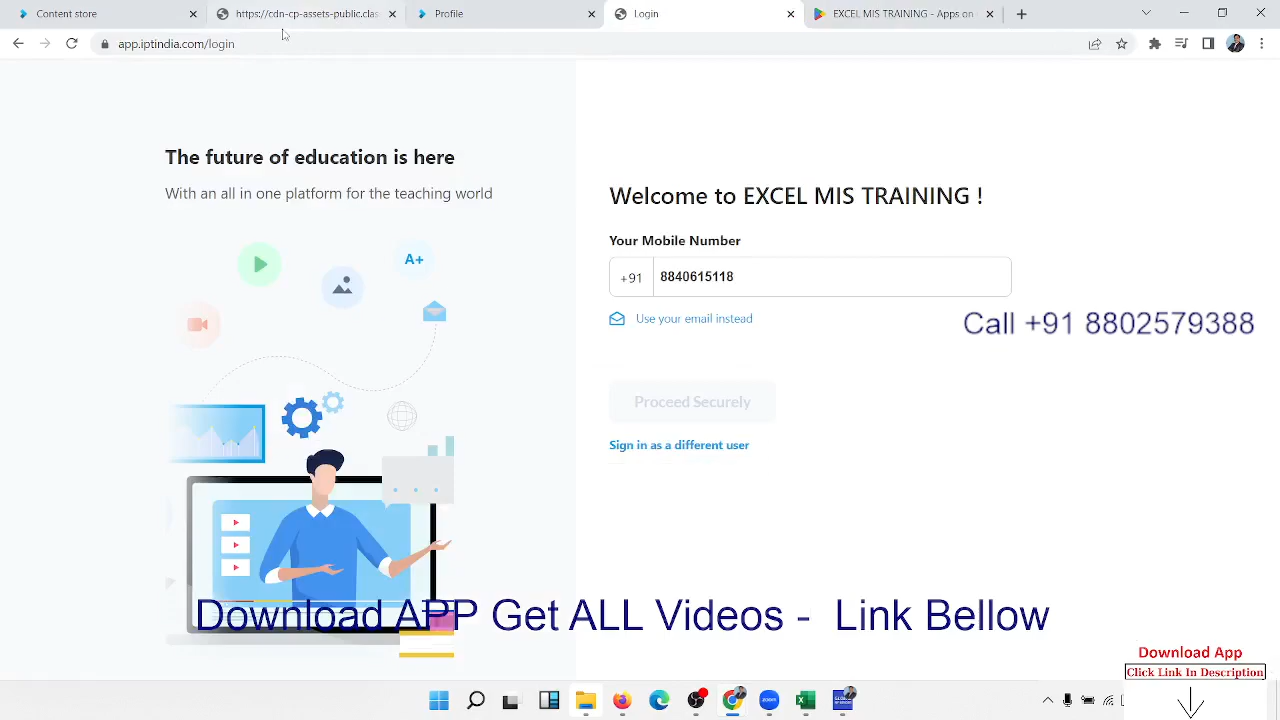 Content store
https://cdn-cp-assets-public.clas
Profile
Login
EXCEL MIS TRAINING - Apps on
app.iptindia.com/login
The future of education is here
With an all in one platform for the teaching world
A+
Welcome to EXCEL MIS TRAINING !
Your Mobile Number
+91 8840615118
Use your email instead
Call +91 8802579388
Proceed Securely
Sign in as a different user
Download APP Get ALL Videos - Link Bellow
Download App
Click Link In Description